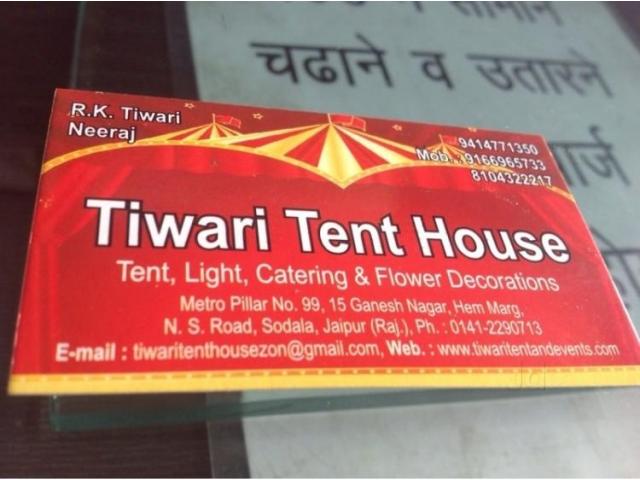 चढाने व उतारने
R.K. Tiwari
Neeraj
9414771350
Mob. : 9166965733
8104322217
Tiwari Tent House
Tent, Light, Catering & Flower Decorations
Metro Pillar No. 99, 15 Ganesh Nagar, Hem Marg,
N. S. Road, Sodala, Jaipur (Raj.), Ph. : 0141-2290713
E-mail : tiwaritenthousezon@gmail.com, Web. : www.tiwaritentandevents.com